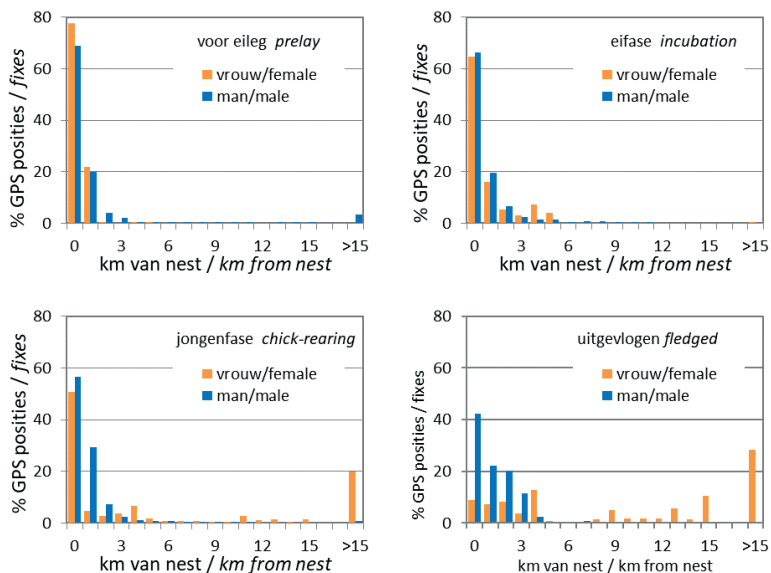 voor eileg prelay
vrouw/female
man/male
% GPS posities / fixes
80
60
40
20
0
0 3 6 9 12 15 >15
km van nest / km from nest
eifase incubation
vrouw/female
man/male
% GPS posities / fixes
80
60
40
20
0
0 3 6 9 12 15 >15
km van nest / km from nest
jongenfase chick-rearing
vrouw/female
man/male
% GPS posities / fixes
80
60
40
20
0
0 3 6 9 12 15 >15
km van nest / km from nest
uitgevlogen fledged
vrouw/female
man/male
% GPS posities / fixes
80
60
40
20
0
0 3 6 9 12 15 >15
km van nest / km from nest